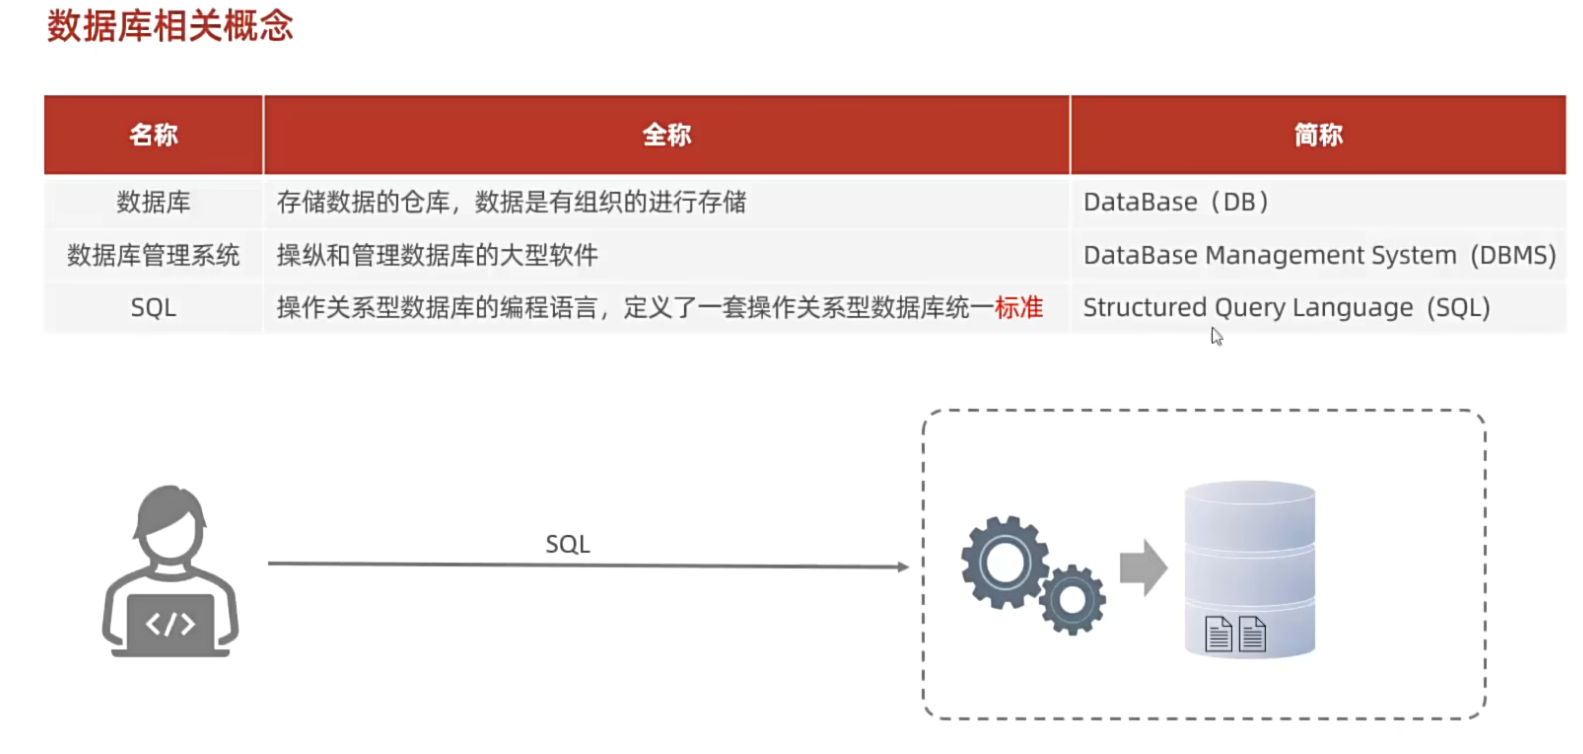 数据库相关概念
名称 全称 简称
数据库 存储数据的仓库，数据是有组织的进行存储 DataBase（DB）
数据库管理系统 操纵和管理数据库的大型软件 DataBase Management System (DBMS)
SQL 操作关系型数据库的编程语言，定义了一套操作关系型数据库统一标准 Structured Query Language (SQL)
SQL
</>